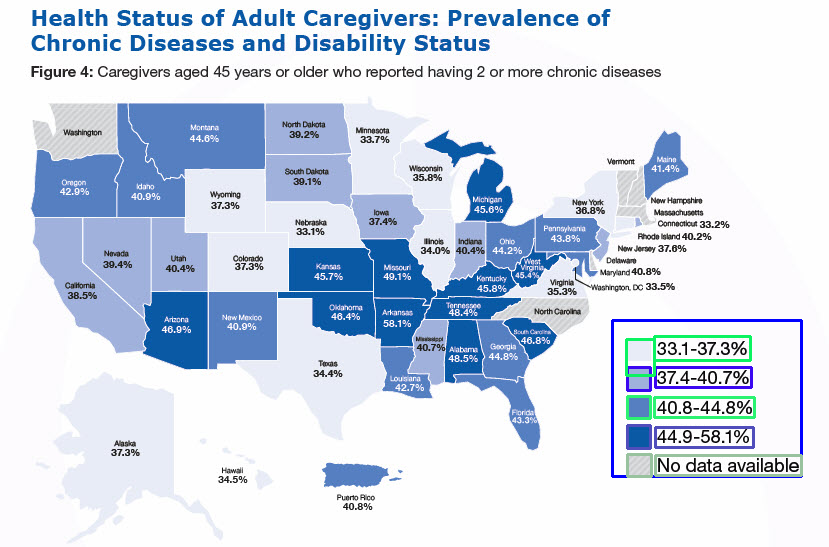 Health Status of Adult Caregivers: Prevalence of
Chronic Diseases and Disability Status
Figure 4: Caregivers aged 45 years or older who reported having 2 or more chronic diseases
Washington
Montana
44.6%
North Dakota
39.2%
Minnesota
33.7%
Oregon
42.9%
Idaho
40.9%
Wyoming
37.3%
South Dakota
39.1%
Wisconsin
35.8%
Michigan
45.6%
Vermont
Maine
41.4%
New York
36.8%
New Hampshire
Massachusetts
Connecticut 33.2%
Rhode Island 40.2%
New Jersey 37.6%
Delaware
Maryland 40.8%
Washington, DC 33.5%
Nevada
39.4%
Utah
40.4%
Colorado
37.3%
Nebraska
33.1%
Iowa
37.4%
Illinois
34.0%
Indiana
40.4%
Ohio
44.2%
Pennsylvania
43.8%
California
38.5%
Kansas
45.7%
Missouri
49.1%
Kentucky
45.8%
West
Virginia
45.4%
Virginia
35.3%
Arizona
46.9%
New Mexico
40.9%
Oklahoma
46.4%
Arkansas
58.1%
Tennessee
48.4%
North Carolina
South Carolina
46.8%
Texas
34.4%
Louisiana
42.7%
Mississippi
40.7%
Alabama
48.5%
Georgia
44.8%
Florida
43.3%
Alaska
37.3%
Hawaii
34.5%
Puerto Rico
40.8%
33.1-37.3%
37.4-40.7%
40.8-44.8%
44.9-58.1%
No data available